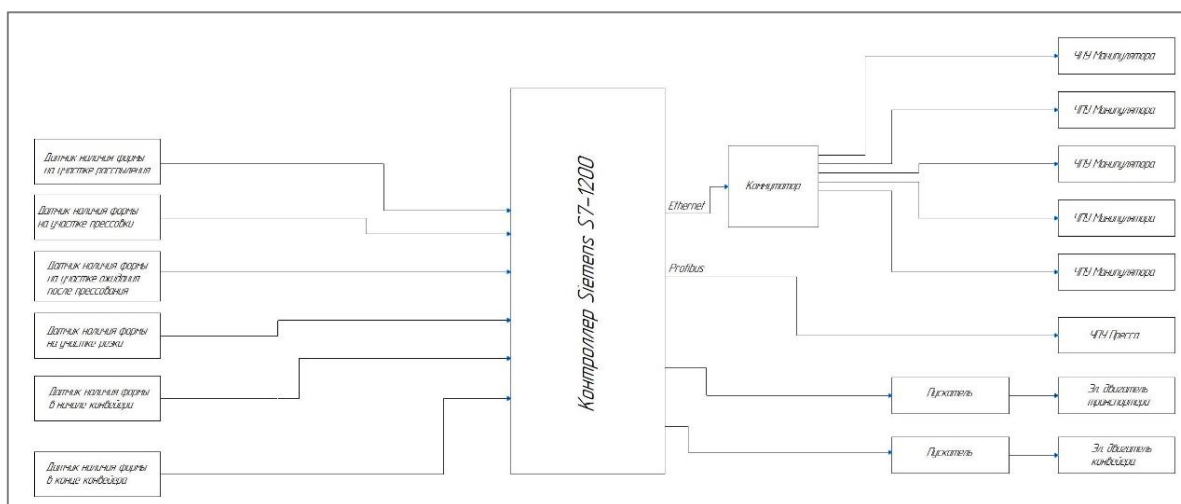 Датчик наличия формы
на участке распыления
Датчик наличия формы
на участке прессовки
Датчик наличия формы
на участке ожидания
после прессования
Датчик наличия формы
на участке резки
Датчик наличия формы
в начале конвейера
Датчик наличия формы
в конце конвейера
Контроллер Siemens S7-1200
Ethernet
Profibus
Коммутатор
ЧПУ Манипулятора
ЧПУ Манипулятора
ЧПУ Манипулятора
ЧПУ Манипулятора
ЧПУ Манипулятора
ЧПУ Пресса
Пускатель
Эл. двигатель
транспортера
Пускатель
Эл. двигатель
конвейера